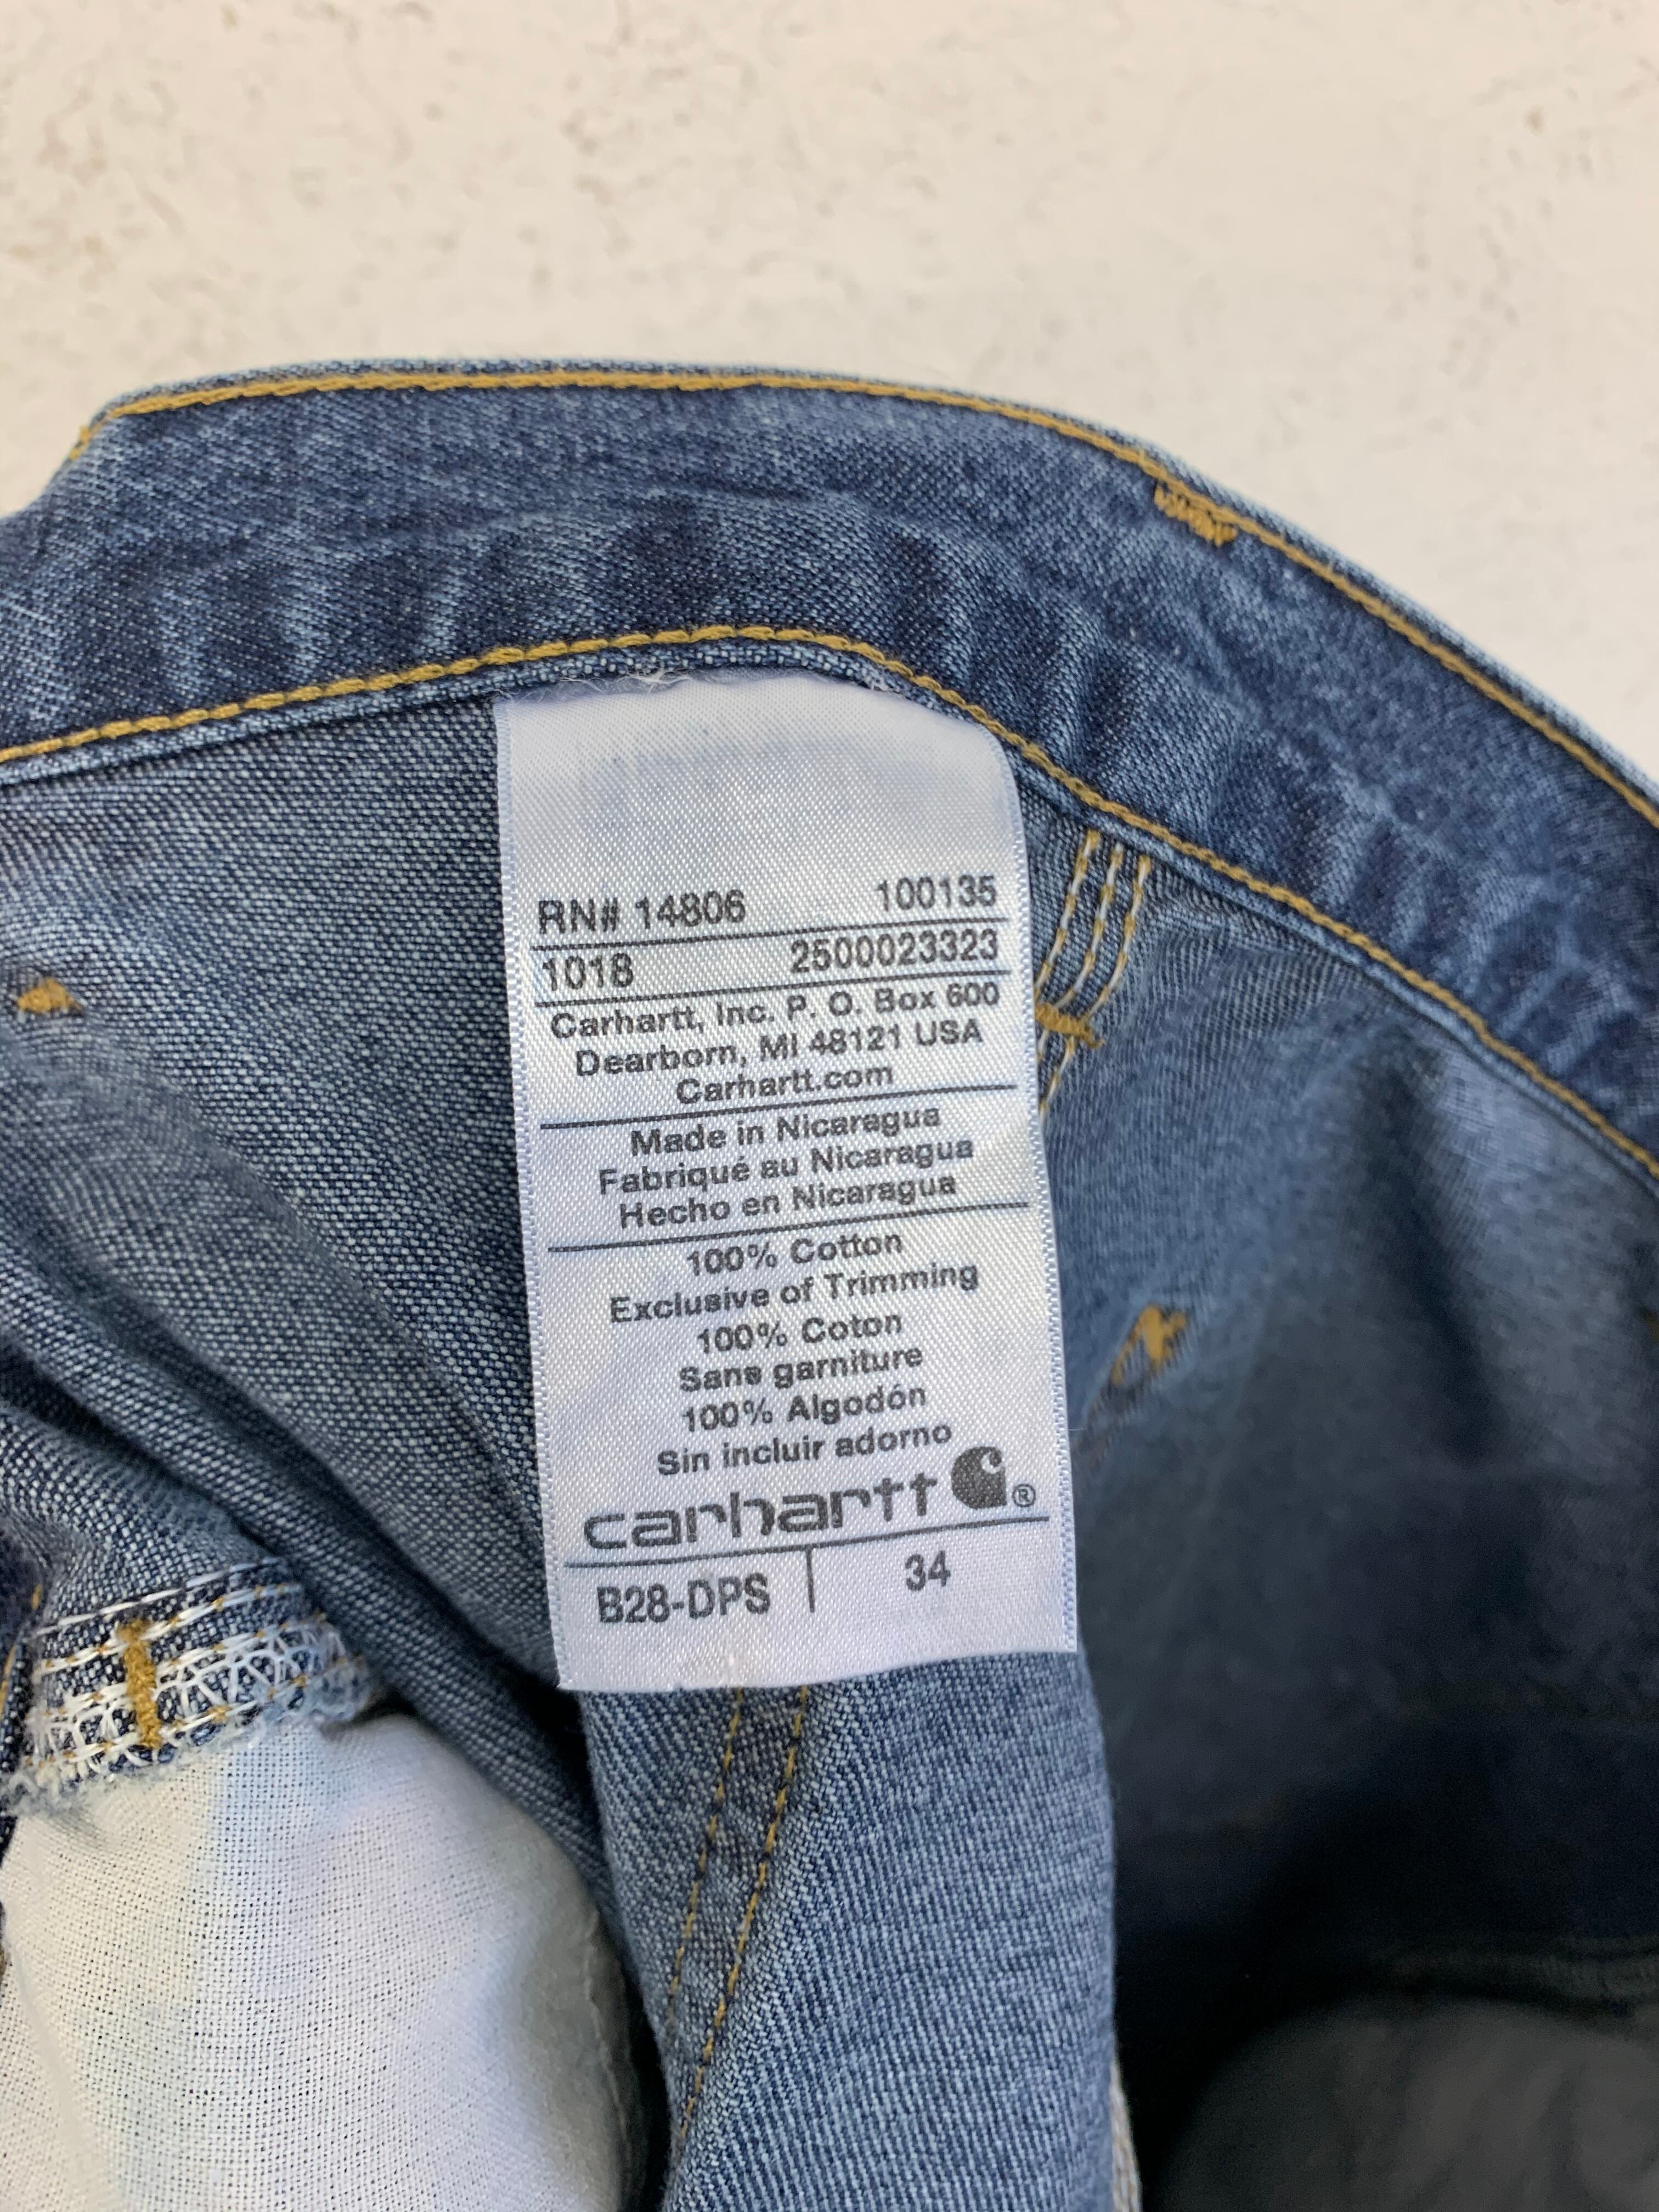 RN# 14806 100135
1018 2500023323
Carhartt, Inc. P. O. Box 600
Dearborn, MI 48121 USA
Carhartt.com
Made in Nicaragua
Fabriqué au Nicaragua
Hecho en Nicaragua
100% Cotton
Exclusive of Trimming
100% Coton
Sans garniture
100% Algodón
Sin incluir adorno
carhartt ®
B28-DPS 34